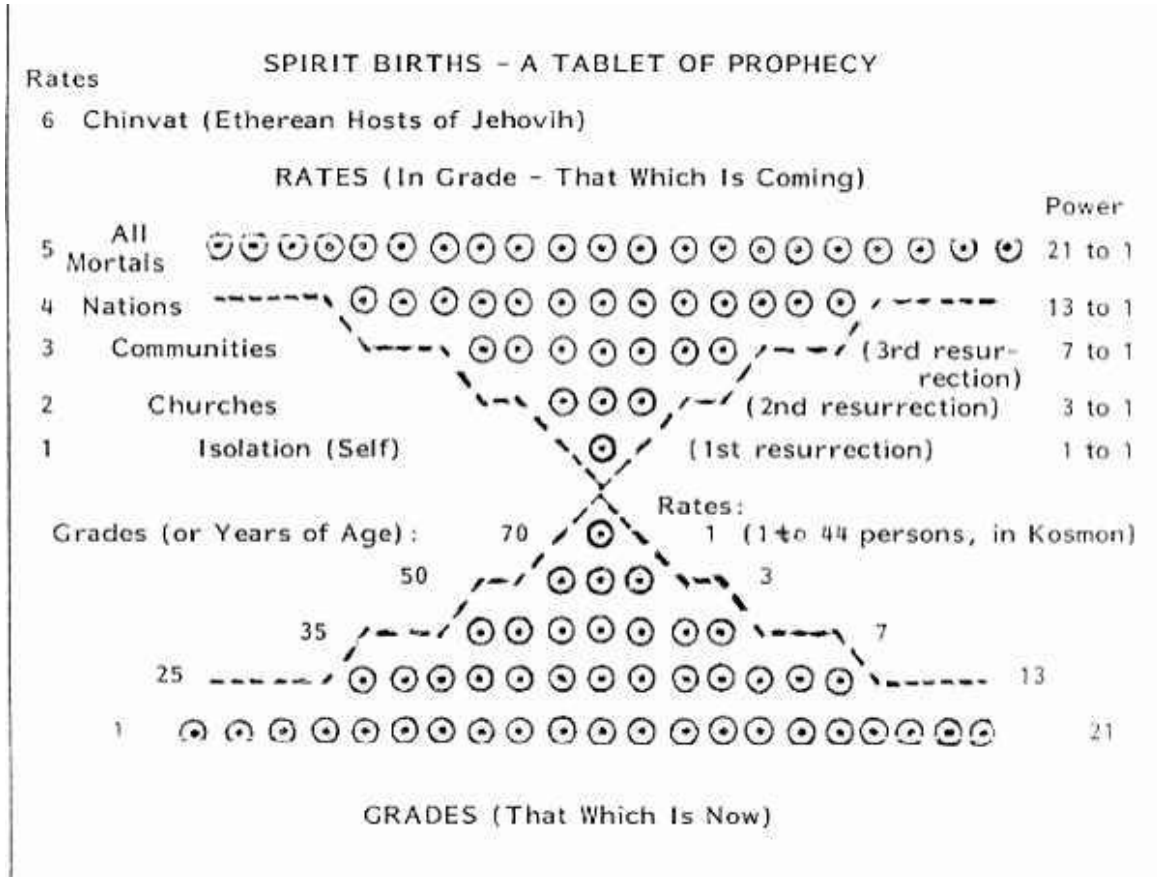 SPIRIT BIRTHS - A TABLET OF PROPHECY
Rates
6 Chinvat (Etherean Hosts of Jehovih)
RATES (In Grade - That Which Is Coming)
Power
5 All Mortals 21 to 1
4 Nations 13 to 1
3 Communities (3rd resur-
rection) 7 to 1
2 Churches (2nd resurrection) 3 to 1
1 Isolation (Self) (1st resurrection) 1 to 1
Rates:
Grades (or Years of Age): 70 1 (1 to 44 persons, in Kosmon)
50 3
35 7
25 13
1 21
GRADES (That Which Is Now)